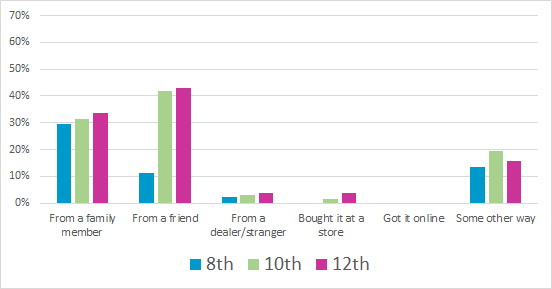 70%
60%
50%
40%
30%
20%
10%
0%
From a family member
From a friend
From a dealer/stranger
Bought it at a store
Got it online
Some other way
8th
10th
12th